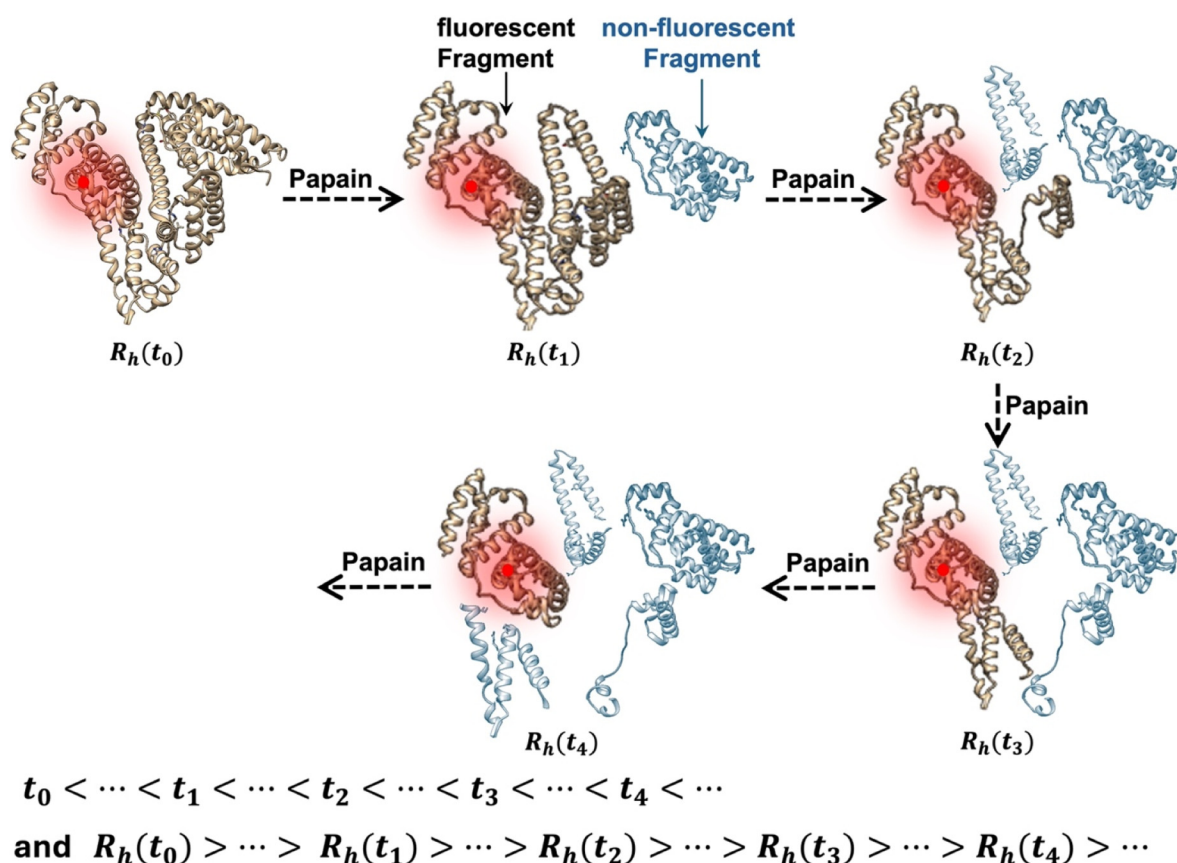 fluorescent
Fragment
non-fluorescent
Fragment
Papain
Papain
R_h(t_0)
R_h(t_1)
R_h(t_2)
Papain
Papain
Papain
R_h(t_4)
R_h(t_3)
t_0 < ⋯ < t_1 < ⋯ < t_2 < ⋯ < t_3 < ⋯ < t_4 < ⋯
and R_h(t_0) > ⋯ > R_h(t_1) > ⋯ > R_h(t_2) > ⋯ > R_h(t_3) > ⋯ > R_h(t_4) > ⋯